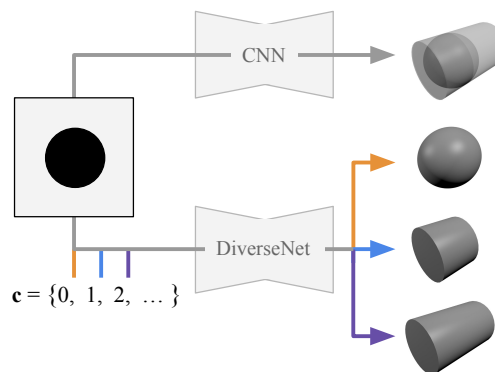 CNN
DiverseNet
c = {0, 1, 2, … }